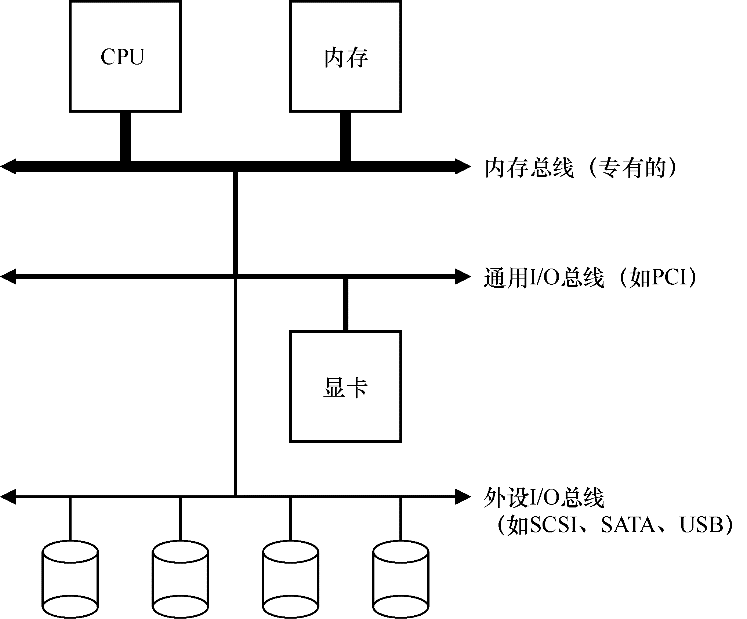 CPU
内存
内存总线（专有的）
通用I/O总线（如PCI）
显卡
外设I/O总线
（如SCSI、SATA、USB）